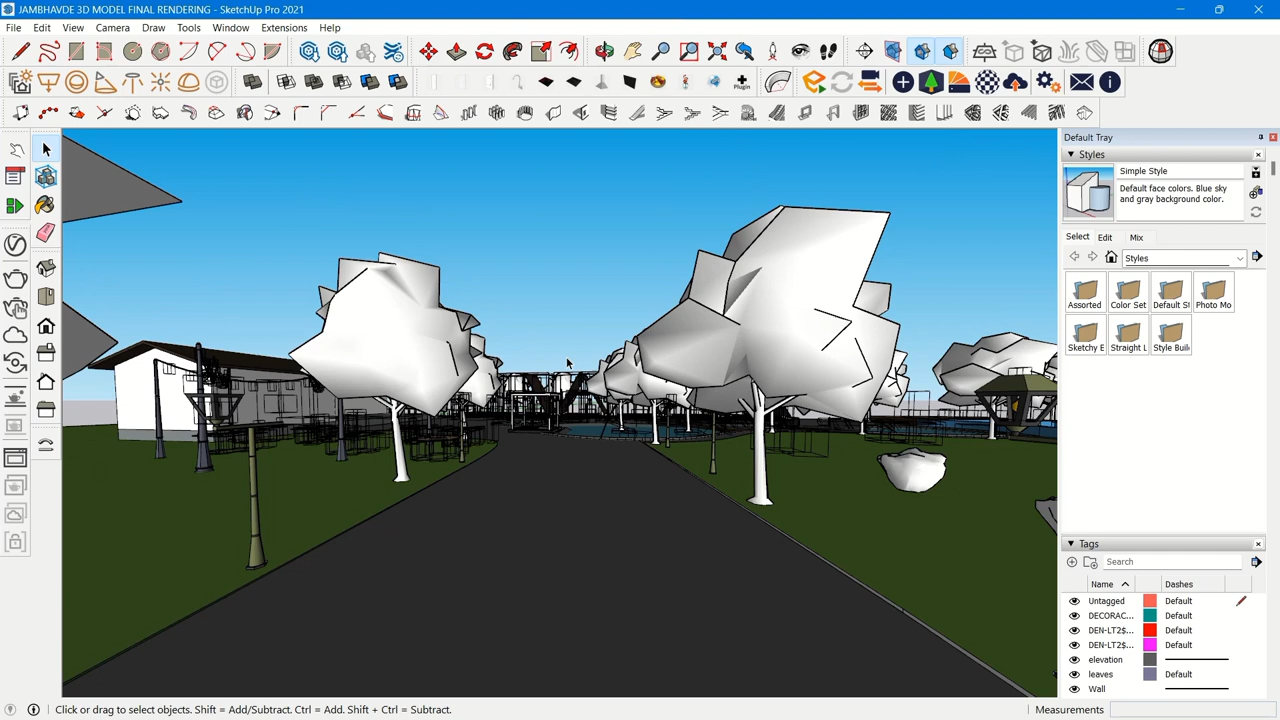 JAMBHAVDE 3D MODEL FINAL RENDERING - SketchUp Pro 2021
File Edit View Camera Draw Tools Window Extensions Help
Plugin
Default Tray
Styles
Simple Style
Default face colors. Blue sky
and gray background color.
Select Edit Mix
Styles
Assorted Color Set Default St Photo Mo
Sketchy E Straight L Style Buil
Tags
Search
Name Dashes
Untagged Default
DECORAC... Default
DEN-LT2$... Default
DEN-LT2$... Default
elevation
leaves Default
Wall
Click or drag to select objects. Shift = Add/Subtract. Ctrl = Add. Shift + Ctrl = Subtract.
Measurements